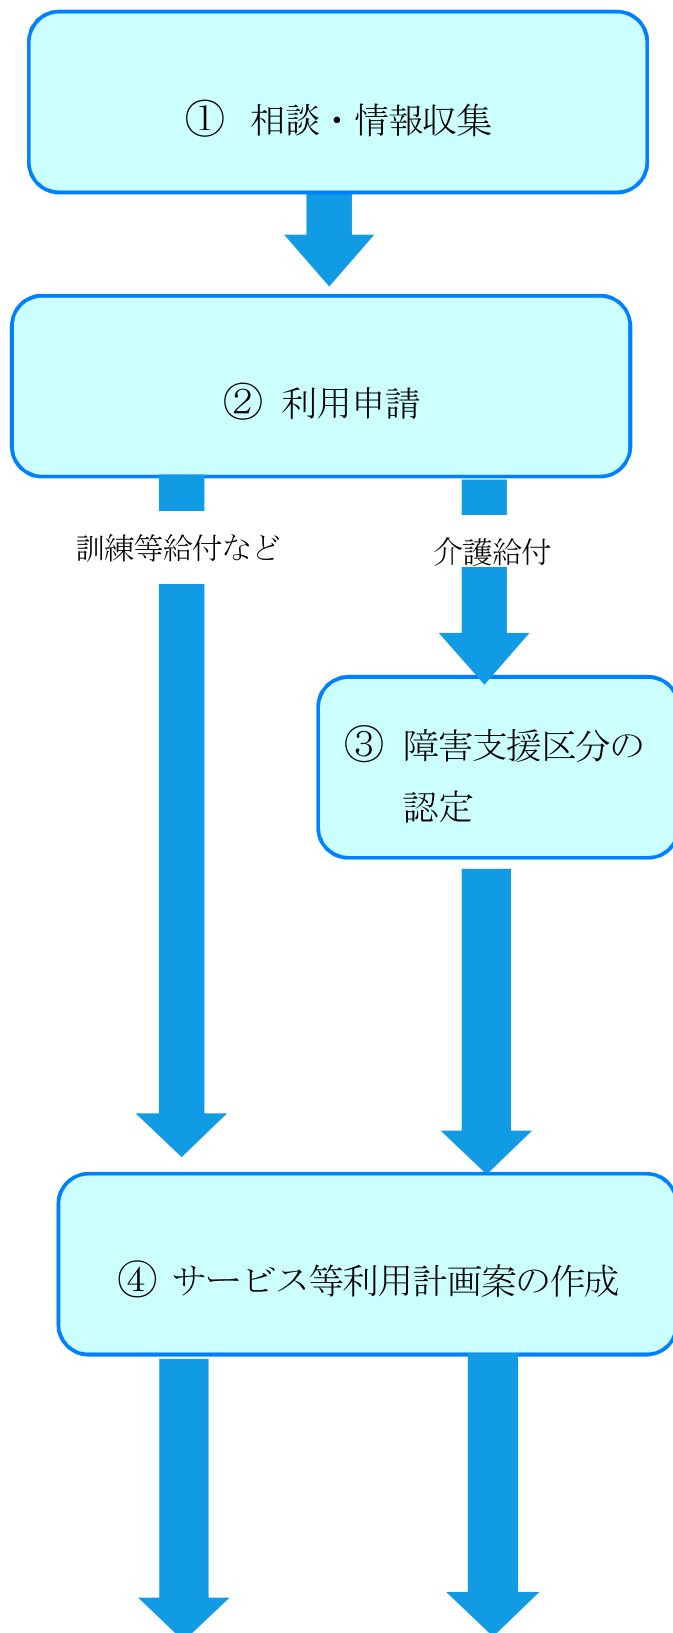 ① 相談・情報収集
② 利用申請
訓練等給付など
介護給付
③ 障害支援区分の
認定
④ サービス等利用計画案の作成